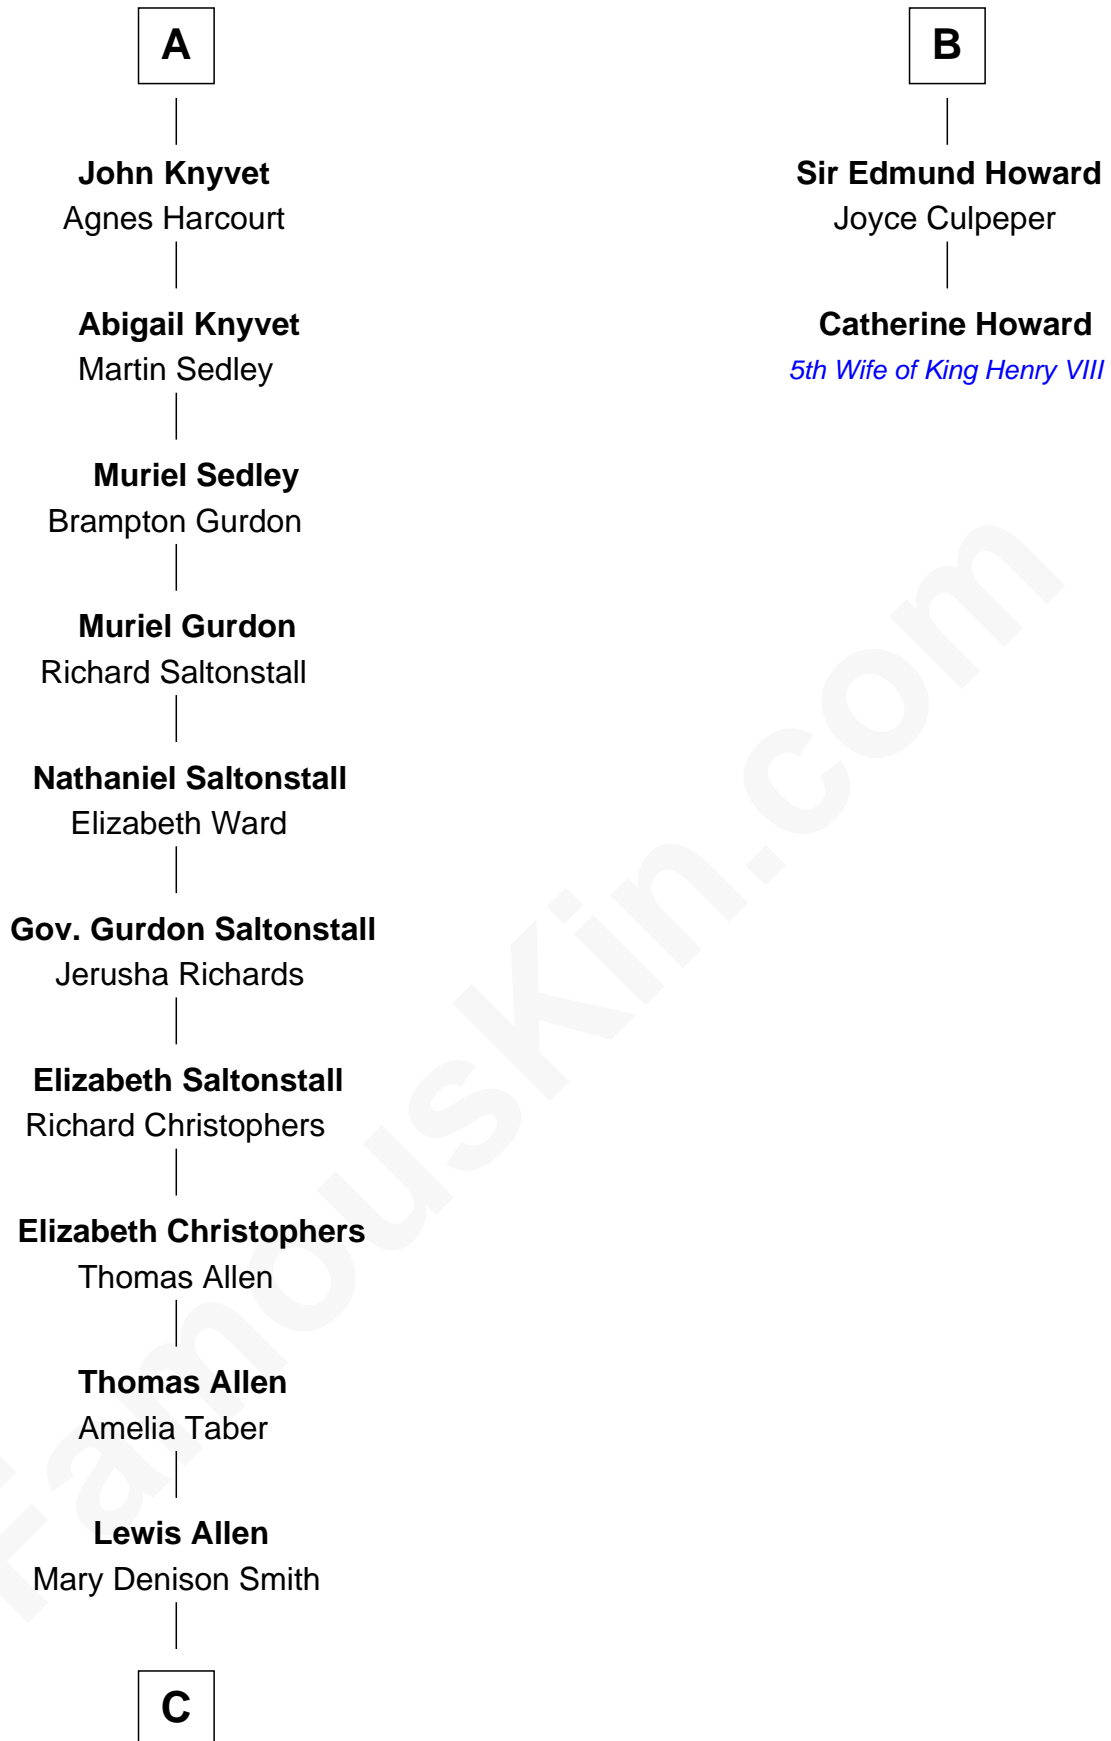 A
John Knyvet
Agnes Harcourt
Abigail Knyvet
Martin Sedley
Muriel Sedley
Brampton Gurdon
Muriel Gurdon
Richard Saltonstall
Nathaniel Saltonstall
Elizabeth Ward
Gov. Gurdon Saltonstall
Jerusha Richards
Elizabeth Saltonstall
Richard Christophers
Elizabeth Christophers
Thomas Allen
Thomas Allen
Amelia Taber
Lewis Allen
Mary Denison Smith
C
B
Sir Edmund Howard
Joyce Culpeper
Catherine Howard
5th Wife of King Henry VIII
FamousKin.com